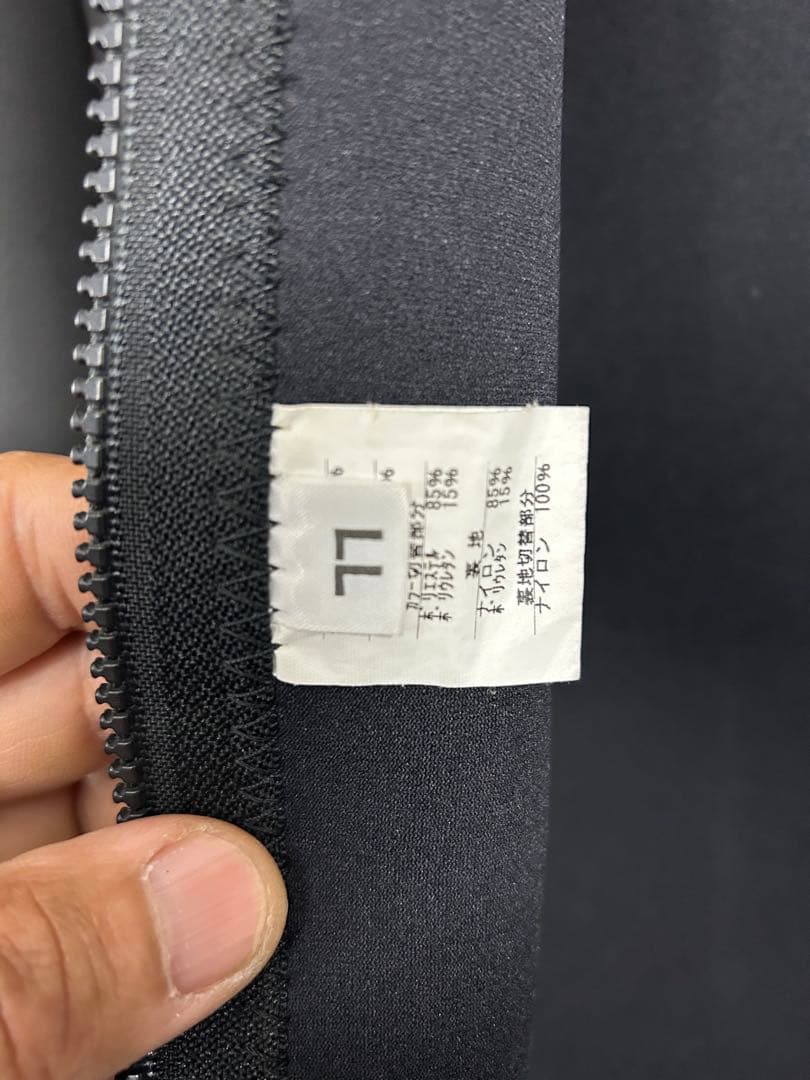 LL
%
カフー切替部分
ポリエステル 85%
ポリウレタン 15%
裏地
ナイロン 85%
ポリウレタン 15%
裏地切替部分
ナイロン 100%